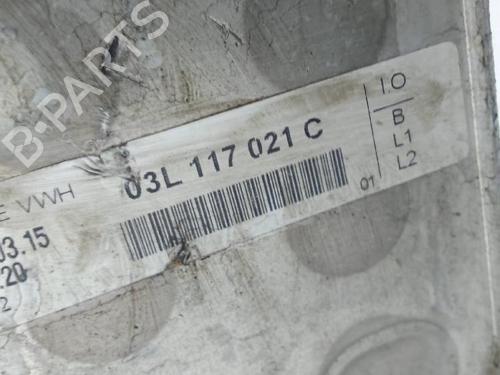 B-PARTS
E VWH
03L 117 021 C
I.O
B
L1
L2
01
03.15
.20
2